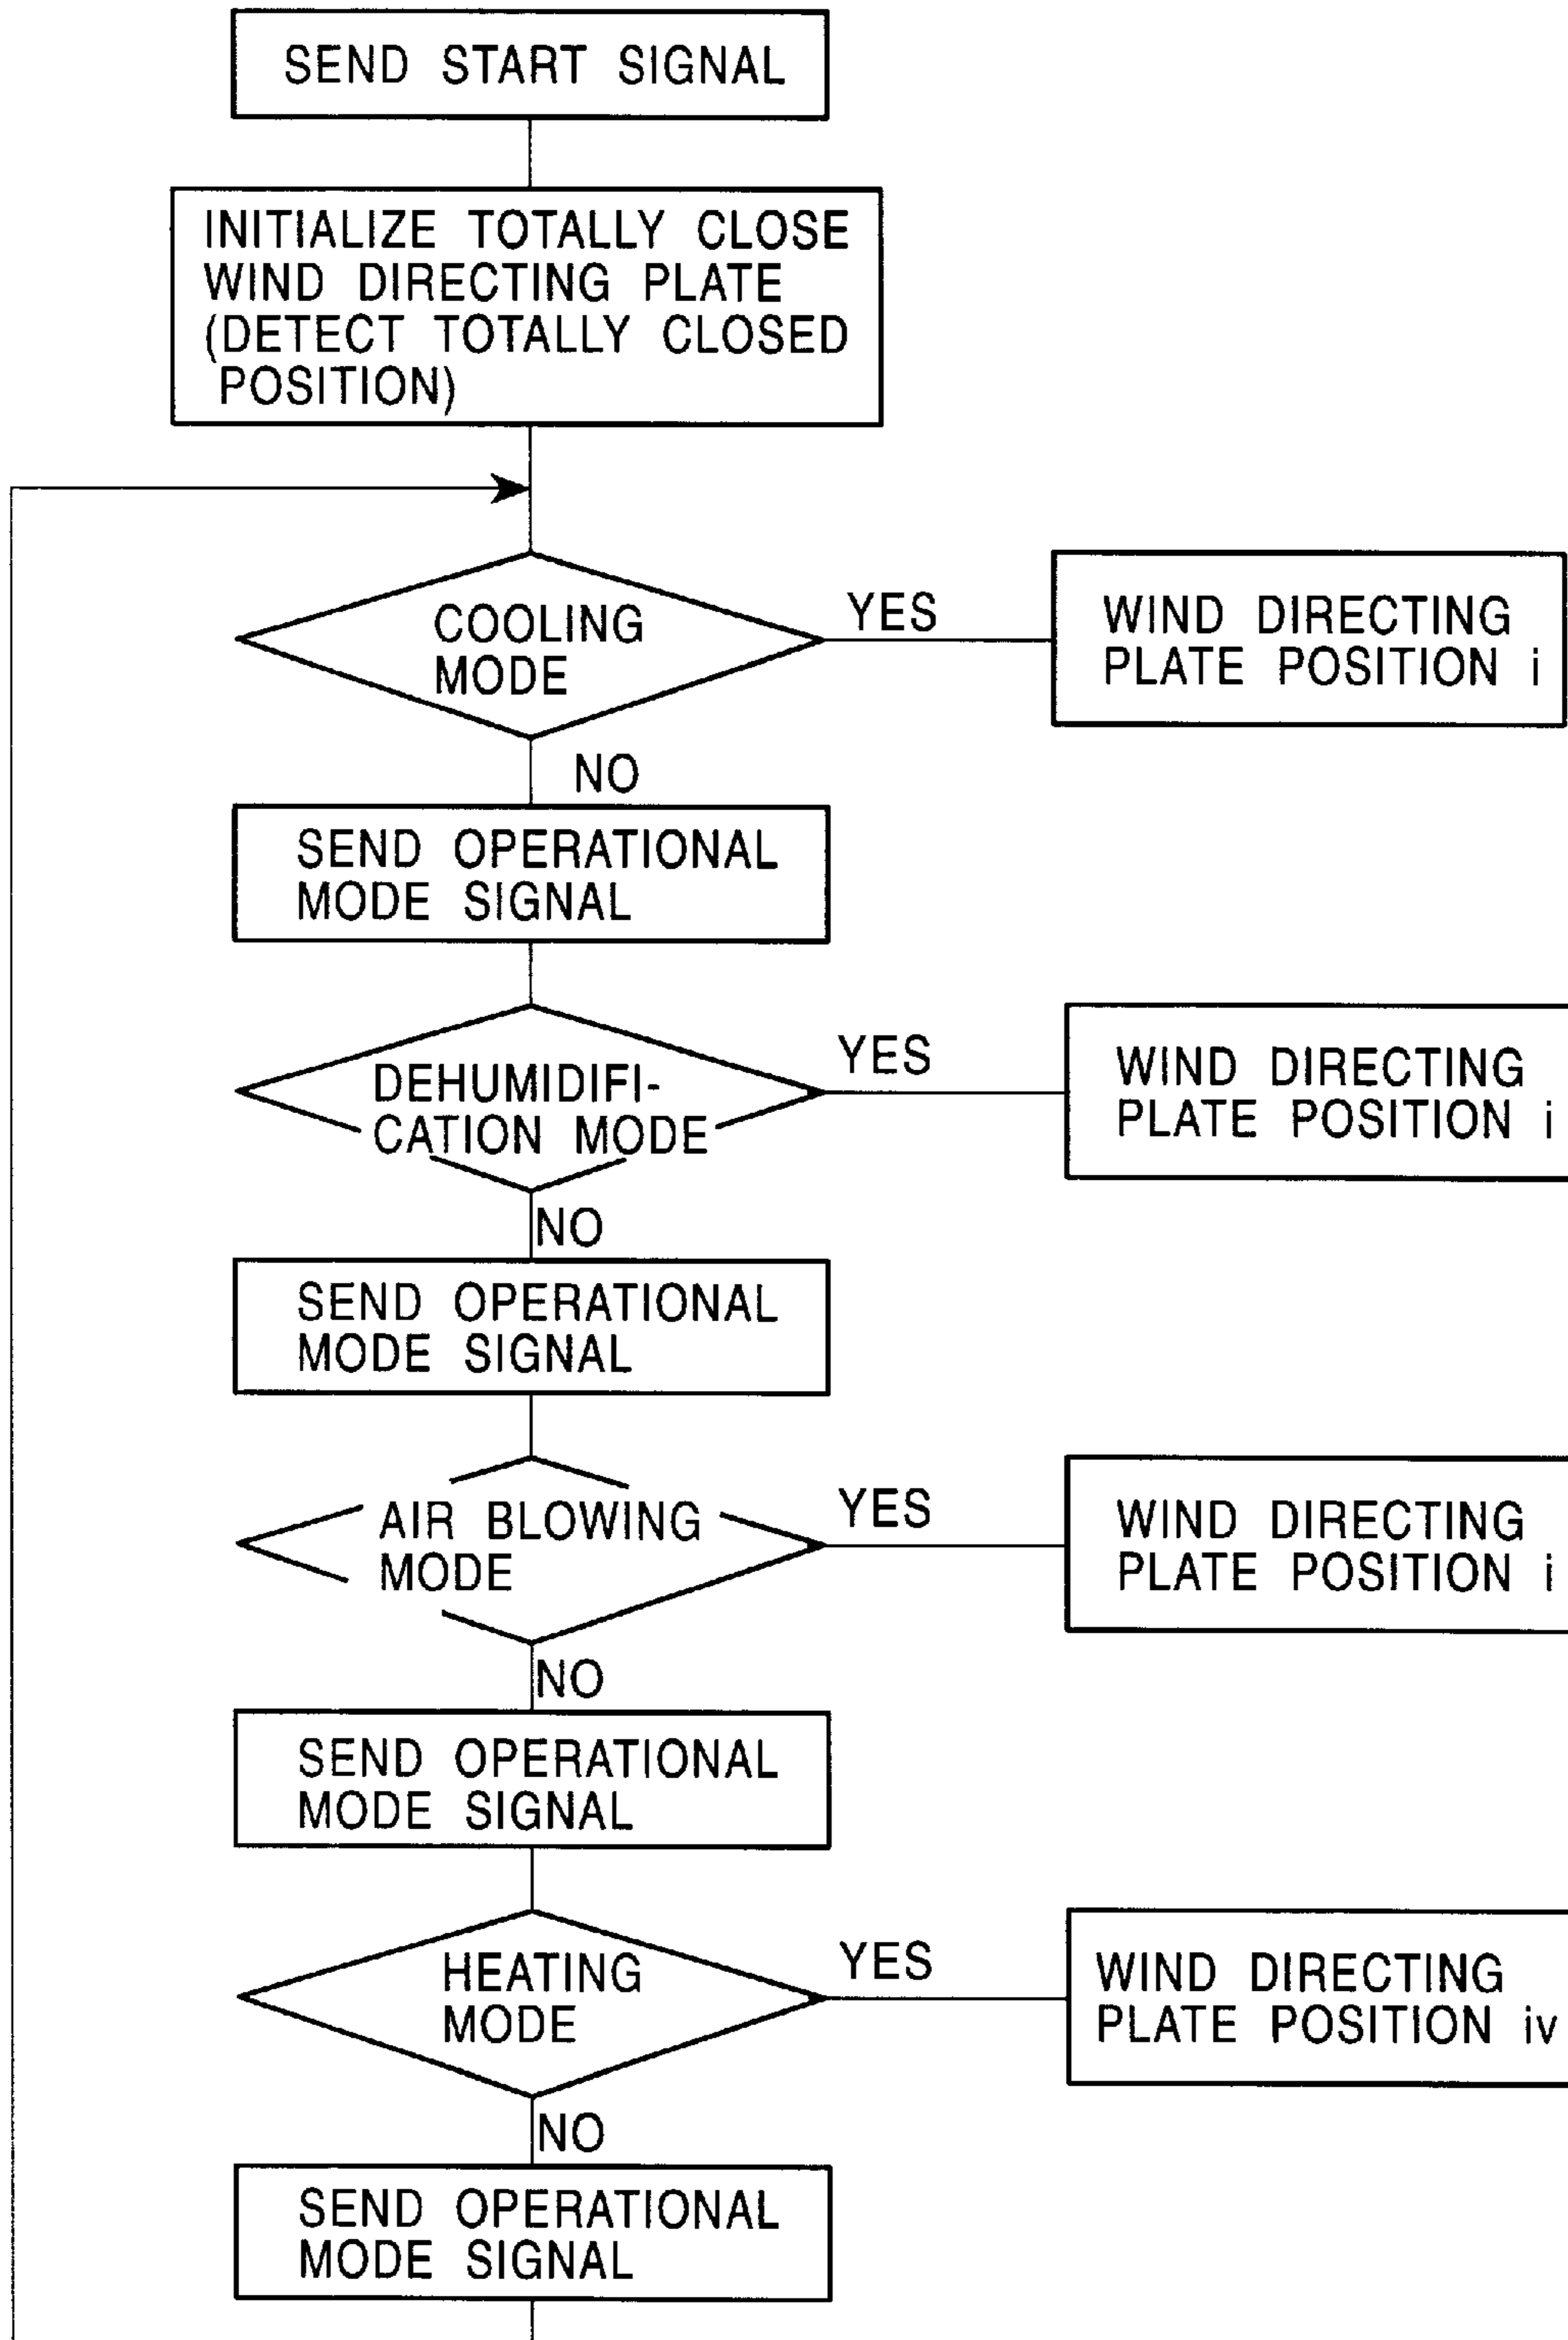 SEND START SIGNAL
INITIALIZE TOTALLY CLOSE
WIND DIRECTING PLATE
(DETECT TOTALLY CLOSED
POSITION)
COOLING
MODE
YES
WIND DIRECTING
PLATE POSITION i
NO
SEND OPERATIONAL
MODE SIGNAL
DEHUMIDIFI-
CATION MODE
YES
WIND DIRECTING
PLATE POSITION i
NO
SEND OPERATIONAL
MODE SIGNAL
AIR BLOWING
MODE
YES
WIND DIRECTING
PLATE POSITION i
NO
SEND OPERATIONAL
MODE SIGNAL
HEATING
MODE
YES
WIND DIRECTING
PLATE POSITION iv
NO
SEND OPERATIONAL
MODE SIGNAL